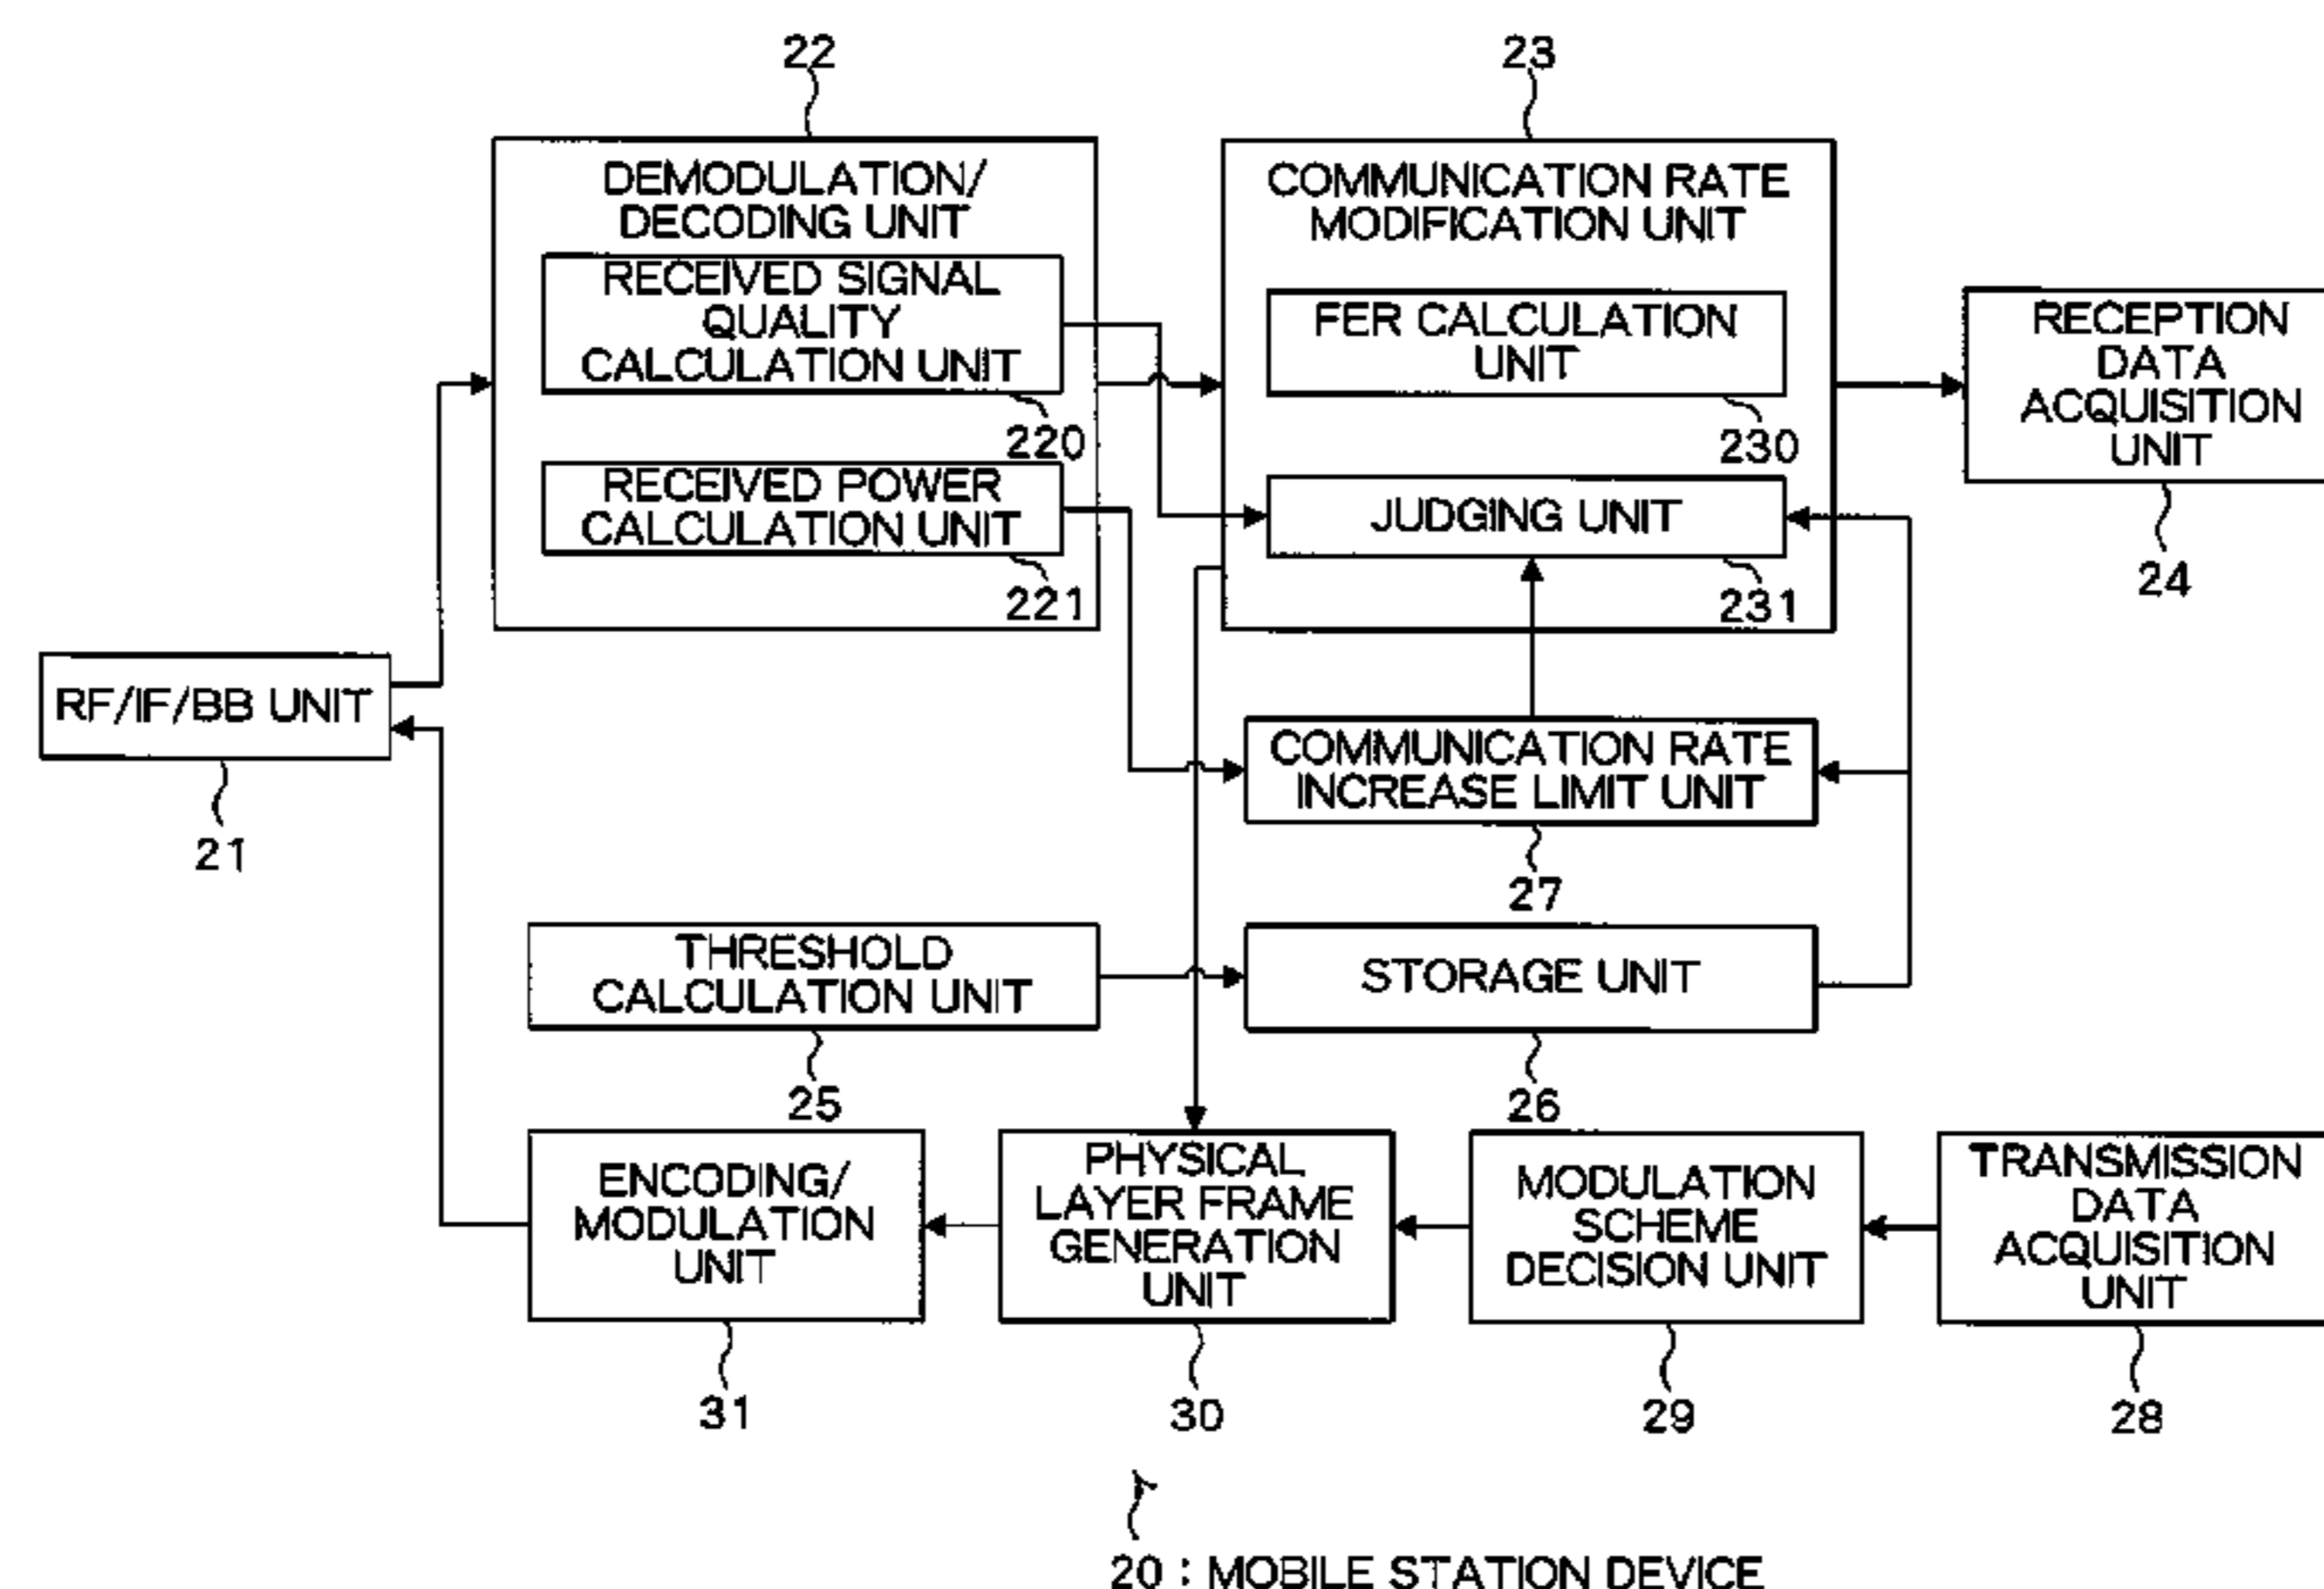 22
23
DEMODULATION/
DECODING UNIT
RECEIVED SIGNAL
QUALITY
CALCULATION UNIT
220
RECEIVED POWER
CALCULATION UNIT
221
COMMUNICATION RATE
MODIFICATION UNIT
FER CALCULATION
UNIT
230
JUDGING UNIT
231
RECEPTION
DATA
ACQUISITION
UNIT
24
RF/IF/BB UNIT
21
COMMUNICATION RATE
INCREASE LIMIT UNIT
27
THRESHOLD
CALCULATION UNIT
25
STORAGE UNIT
26
ENCODING/
MODULATION
UNIT
31
PHYSICAL
LAYER FRAME
GENERATION
UNIT
30
MODULATION
SCHEME
DECISION UNIT
29
TRANSMISSION
DATA
ACQUISITION
UNIT
28
20 : MOBILE STATION DEVICE